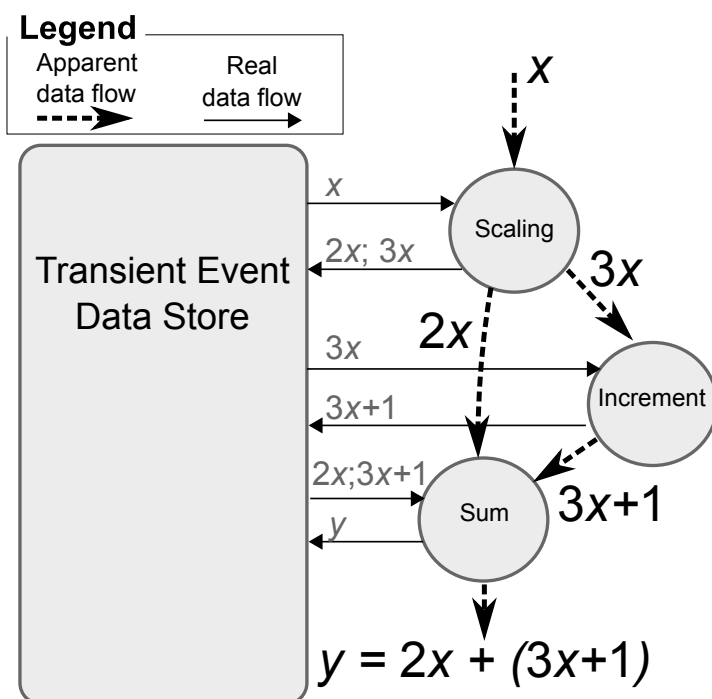 Legend
Apparent
data flow
Real
data flow
x
x
Scaling
2x; 3x
3x
Transient Event
Data Store
2x
3x
Increment
3x+1
2x;3x+1
3x+1
Sum
y
y = 2x + (3x+1)